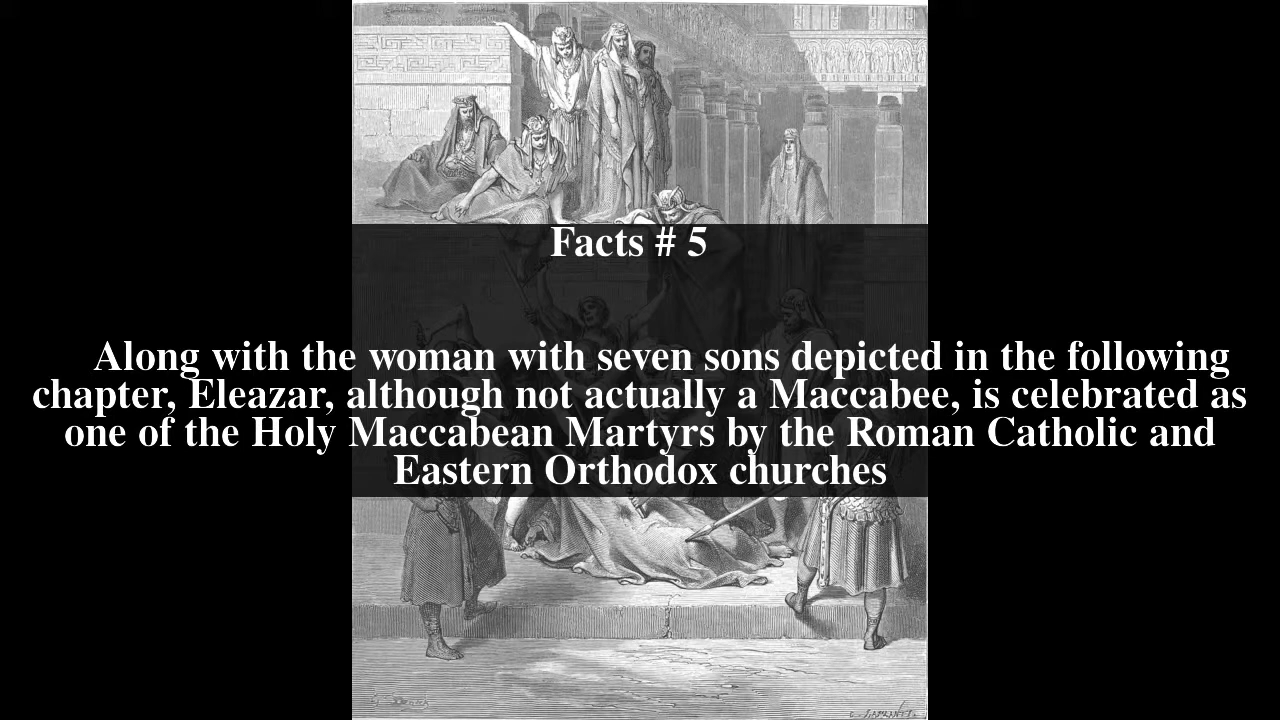 Facts # 5
Along with the woman with seven sons depicted in the following
chapter, Eleazar, although not actually a Maccabee, is celebrated as
one of the Holy Maccabean Martyrs by the Roman Catholic and
Eastern Orthodox churches